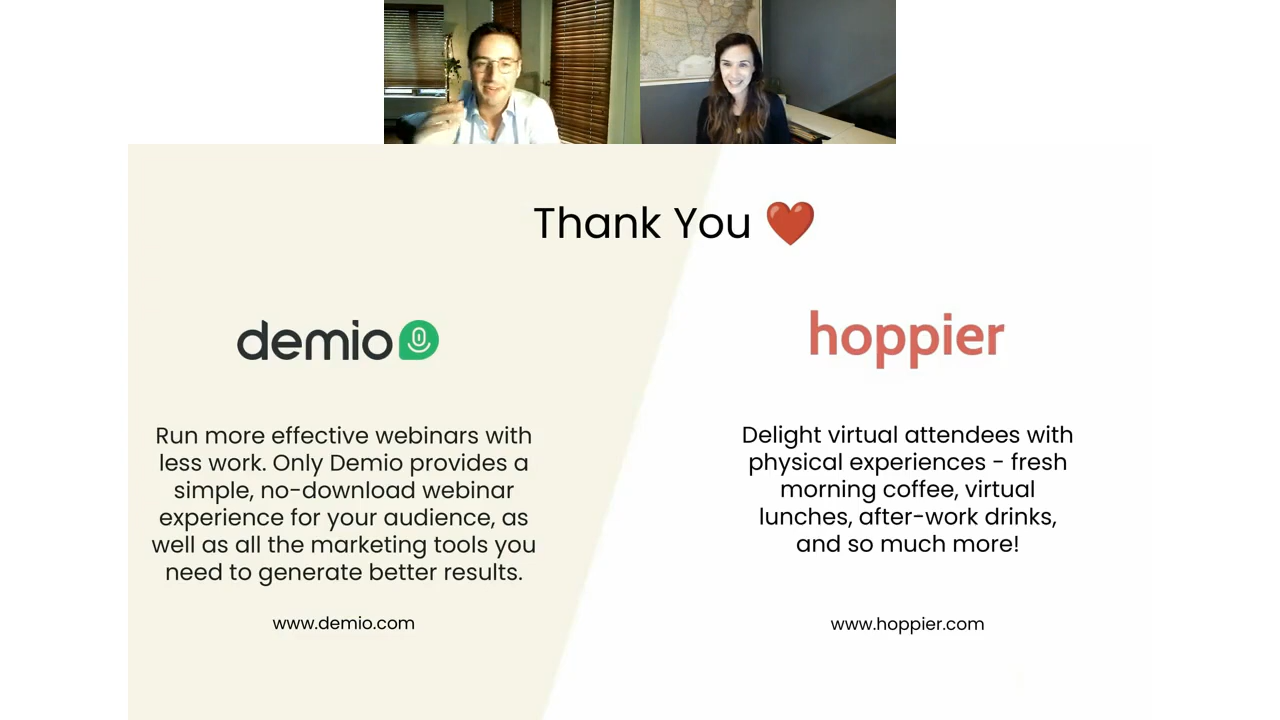 Thank You ❤️
demio
Run more effective webinars with
less work. Only Demio provides a
simple, no-download webinar
experience for your audience, as
well as all the marketing tools you
need to generate better results.
www.demio.com
hoppier
Delight virtual attendees with
physical experiences - fresh
morning coffee, virtual
lunches, after-work drinks,
and so much more!
www.hoppier.com